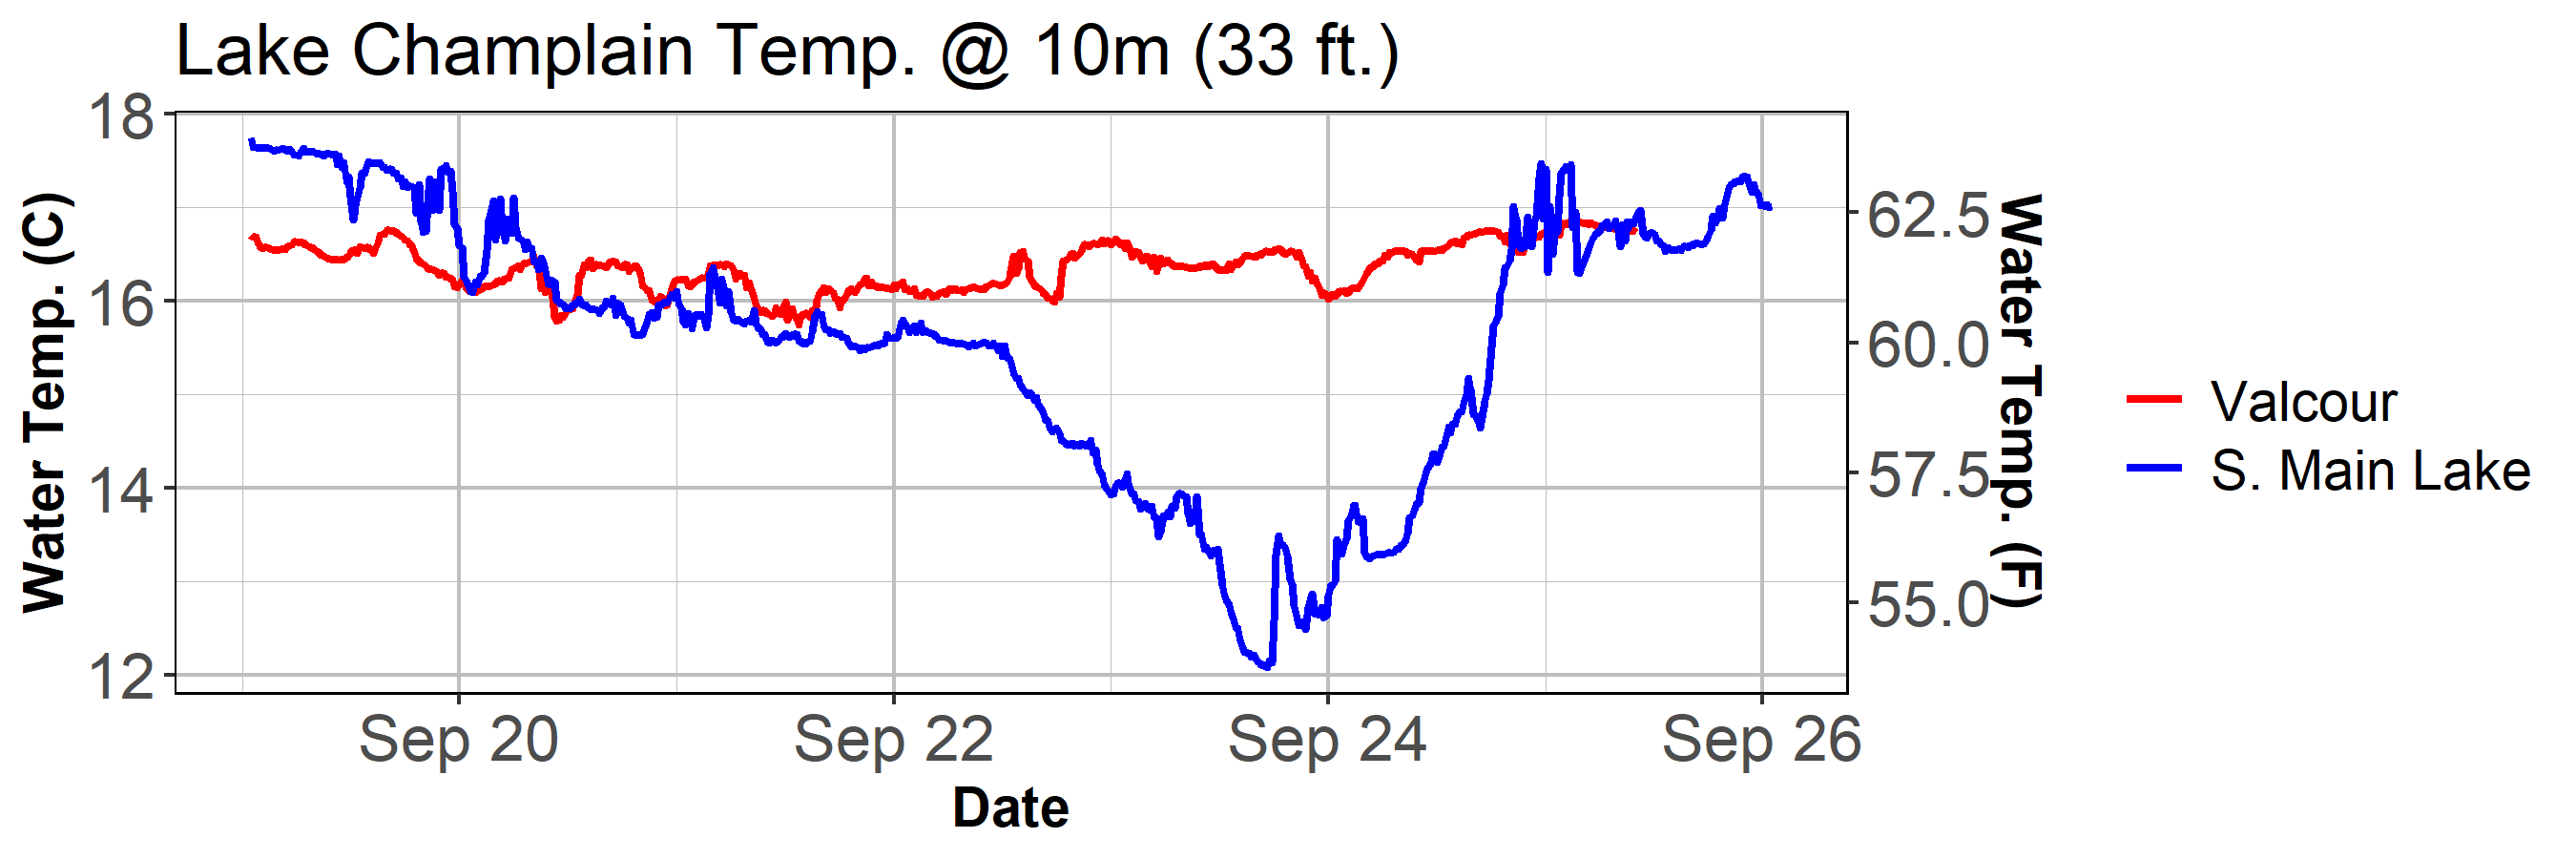 Lake Champlain Temp. @ 10m (33 ft.)
Water Temp. (C)
18
16
14
12
62.5
60.0
57.5
55.0
Water Temp. (F)
Sep 20
Sep 22
Sep 24
Sep 26
Date
Valcour
S. Main Lake